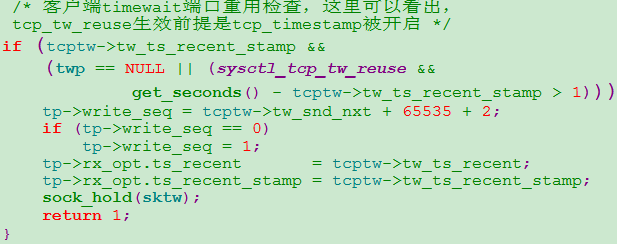 /* 客户端timewait端口重用检查，这里可以看出，
tcp_tw_reuse生效前提是tcp_timestamp被开启 */
if (tcptw->tw_ts_recent_stamp &&
(twp == NULL || (sysctl_tcp_tw_reuse &&
get_seconds() - tcptw->tw_ts_recent_stamp > 1)))
tp->write_seq = tcptw->tw_snd_nxt + 65535 + 2;
if (tp->write_seq == 0)
tp->write_seq = 1;
tp->rx_opt.ts_recent = tcptw->tw_ts_recent;
tp->rx_opt.ts_recent_stamp = tcptw->tw_ts_recent_stamp;
sock_hold(sktw);
return 1;
}